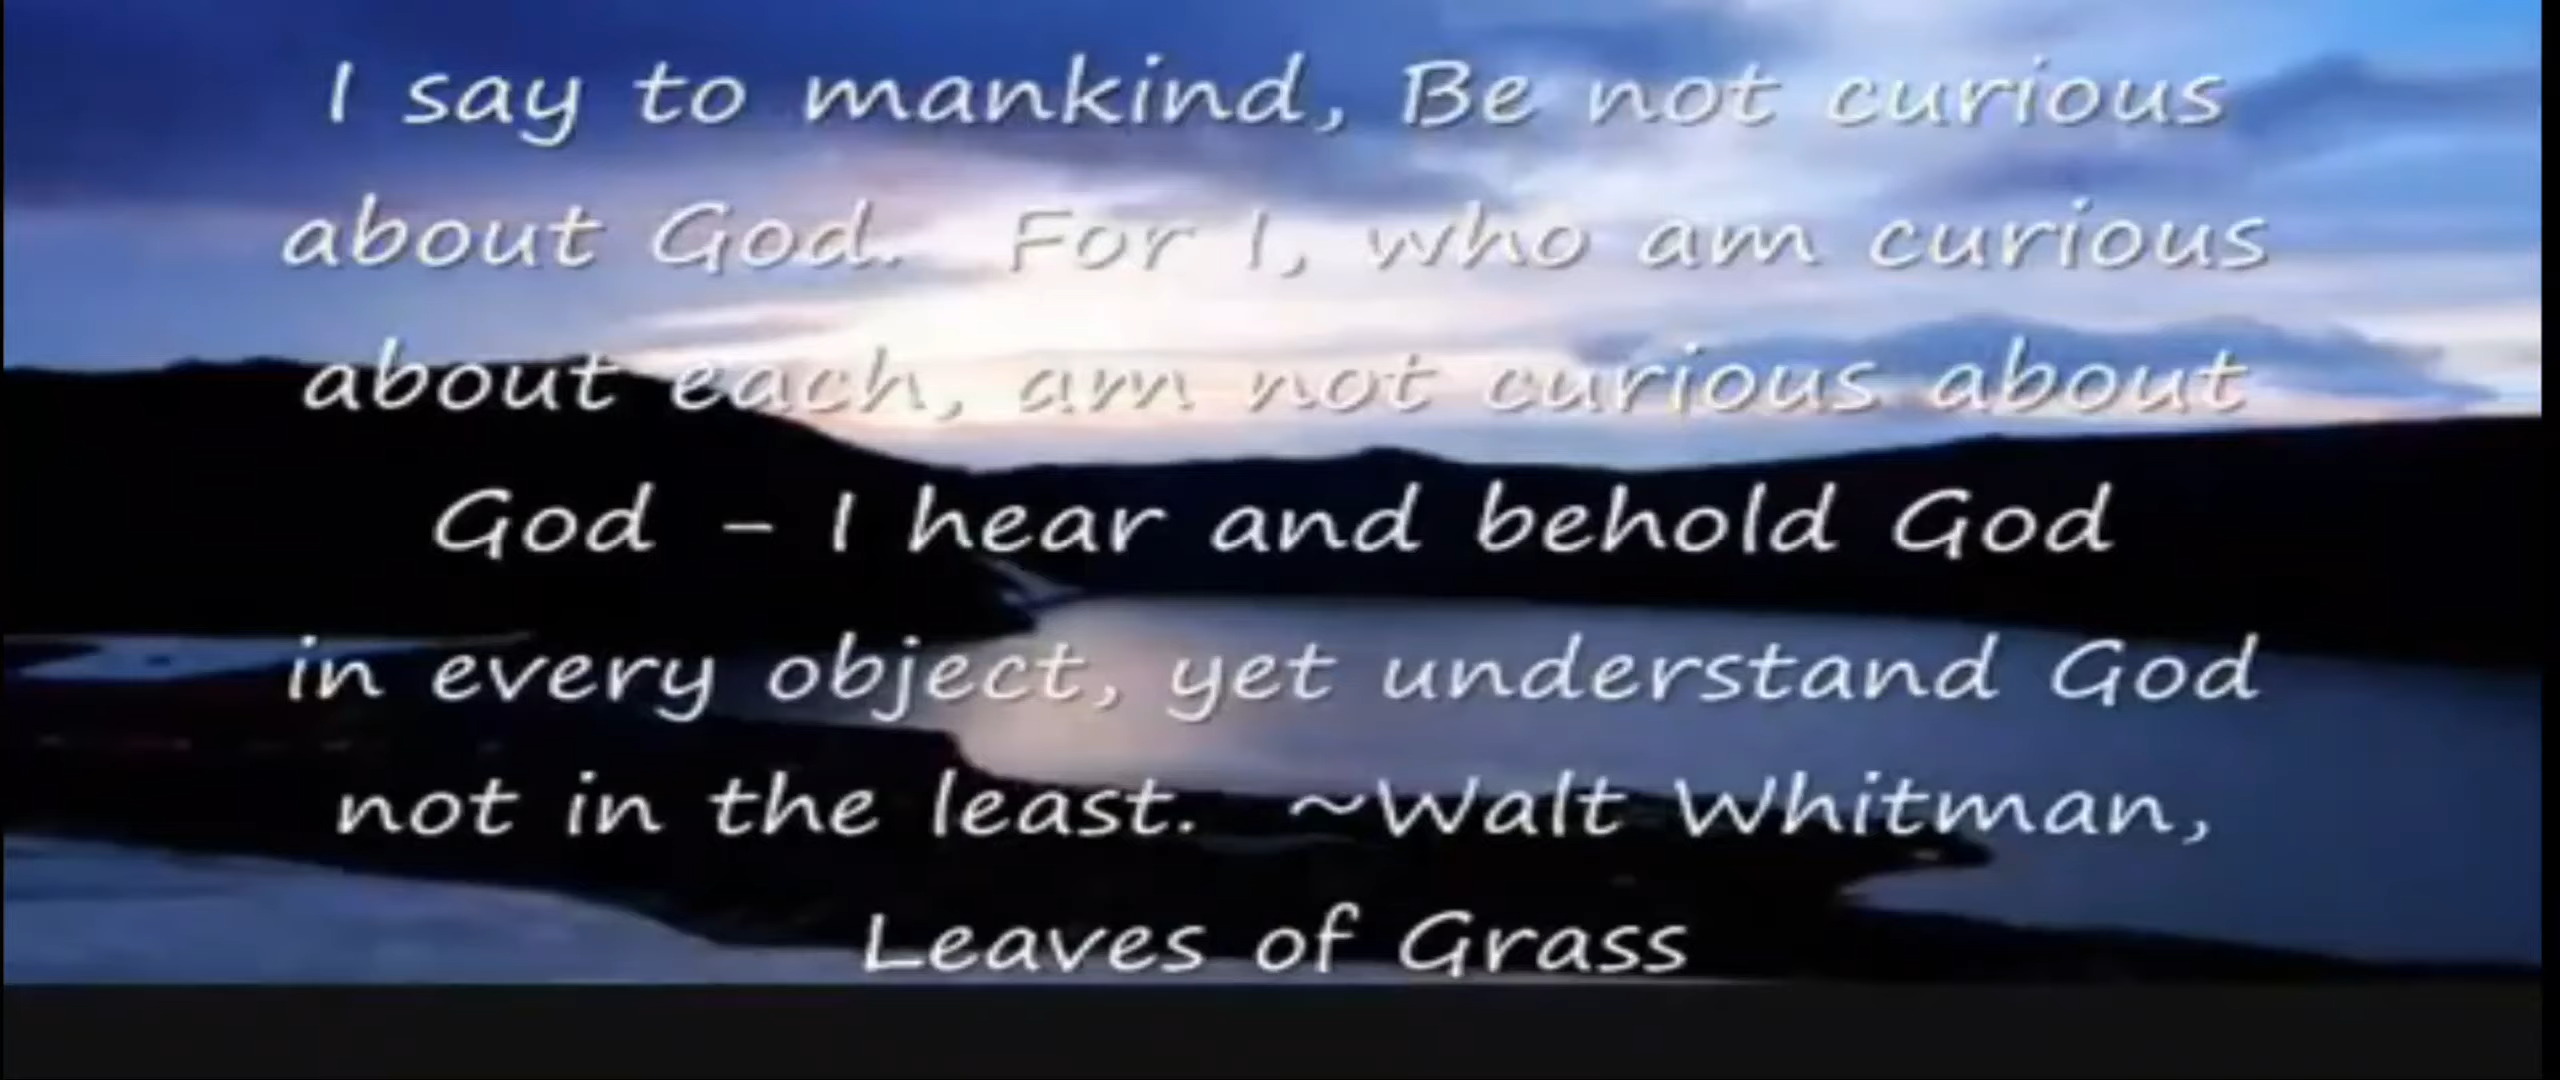 I say to mankind, Be not curious
about God.  For I, who am curious
about each, am not curious about
God – I hear and behold God
in every object, yet understand God
not in the least.  ~Walt Whitman,
Leaves of Grass